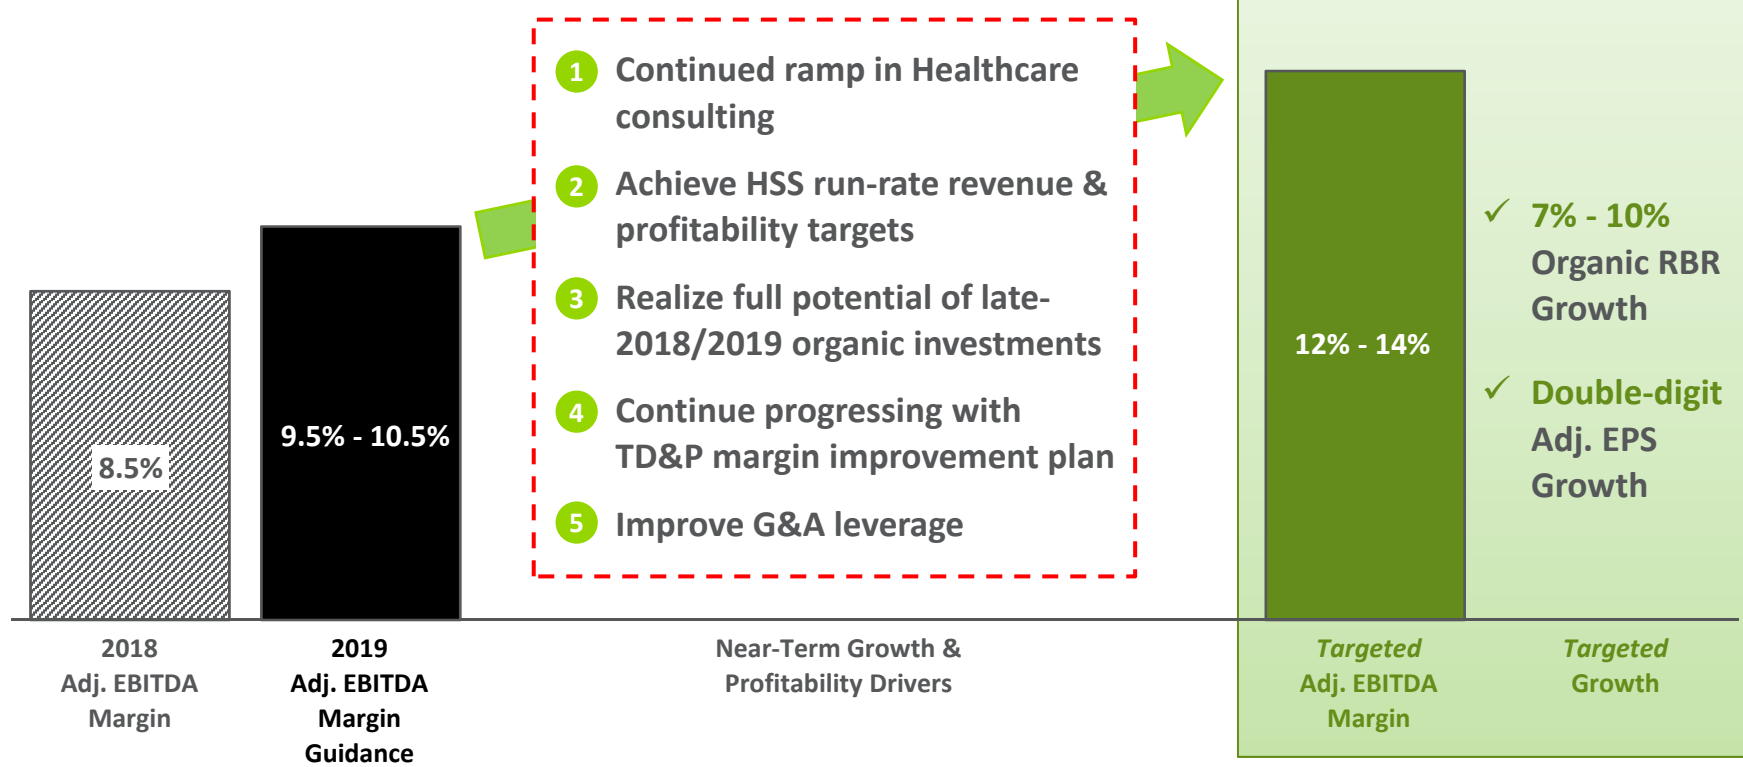 1 Continued ramp in Healthcare
consulting
2 Achieve HSS run-rate revenue &
profitability targets
3 Realize full potential of late-
2018/2019 organic investments
4 Continue progressing with
TD&P margin improvement plan
5 Improve G&A leverage
8.5%
9.5% - 10.5%
12% - 14%
✓ 7% - 10%
Organic RBR
Growth
✓ Double-digit
Adj. EPS
Growth
2018
Adj. EBITDA
Margin
2019
Adj. EBITDA
Margin
Guidance
Near-Term Growth &
Profitability Drivers
Targeted
Adj. EBITDA
Margin
Targeted
Growth